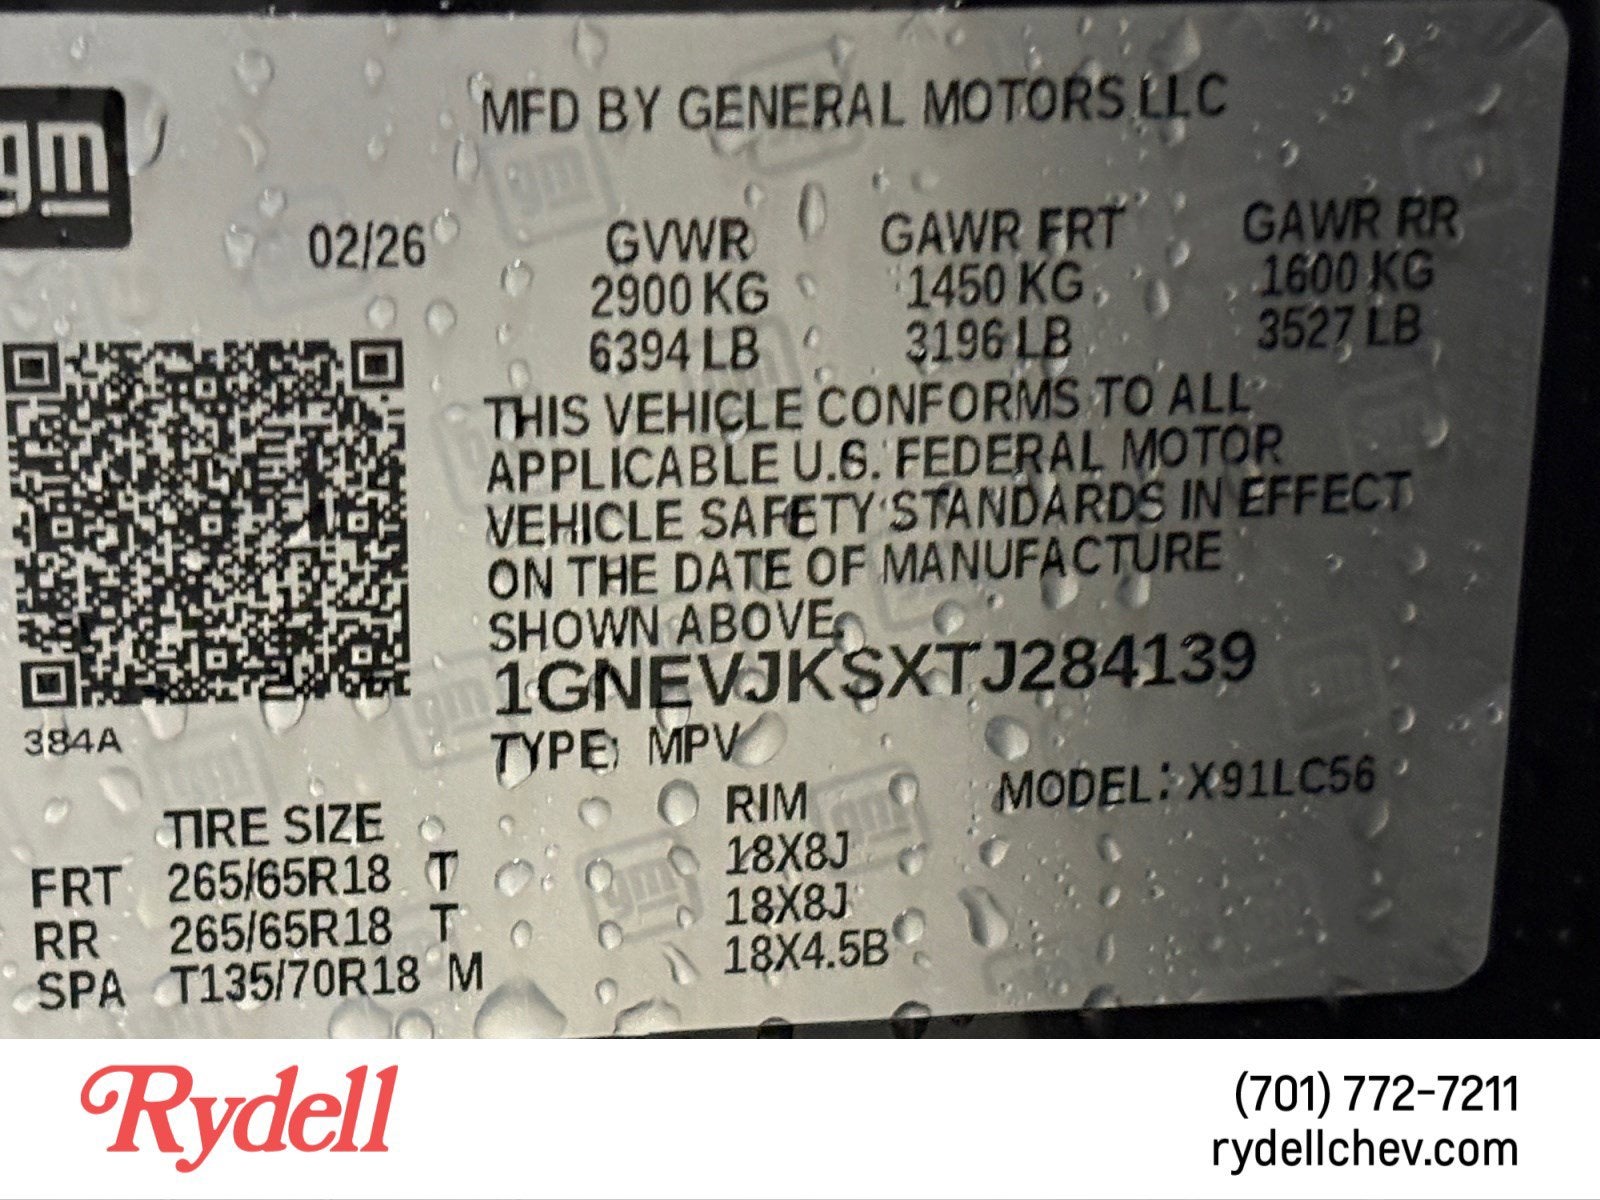 gm
MFD BY GENERAL MOTORS LLC
02/26
GVWR GAWR FRT GAWR RR
2900 KG 1450 KG 1600 KG
6394 LB 3196 LB 3527 LB
THIS VEHICLE CONFORMS TO ALL
APPLICABLE U.S. FEDERAL MOTOR
VEHICLE SAFETY STANDARDS IN EFFECT
ON THE DATE OF MANUFACTURE
SHOWN ABOVE.
1GNEVJKSXTJ284139
384A
TYPE: MPV MODEL: X91LC56
TIRE SIZE RIM
FRT 265/65R18 T 18X8J
RR 265/65R18 T 18X8J
SPA T135/70R18 M 18X4.5B
Rydell
(701) 772-7211
rydellchev.com